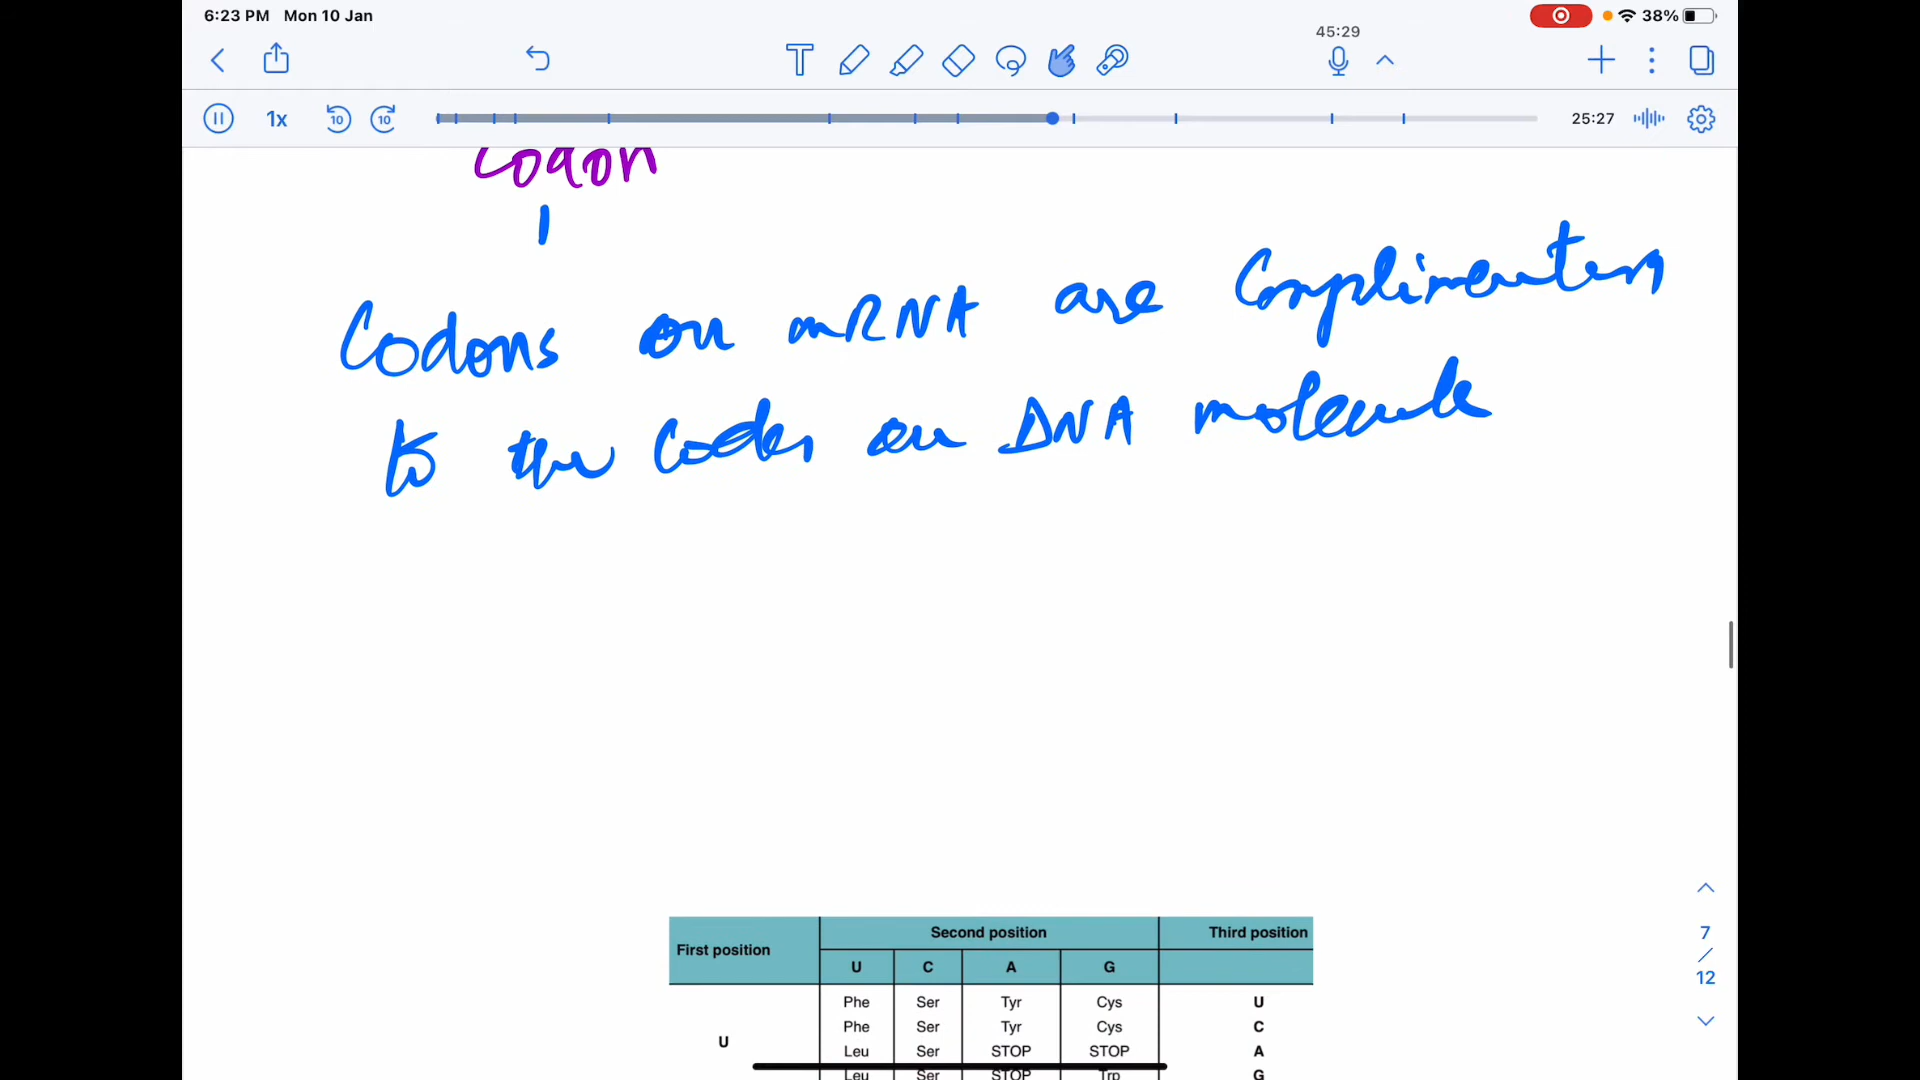 6:23 PM Mon 10 Jan
38%
45:29
1x
10
10
25:27
Codon
Codons on mRNA are Complimentary
to the Codes on DNA molecule
First position Second position Third position
U C A G
Phe Ser Tyr Cys U
Phe Ser Tyr Cys C
U
Leu Ser STOP STOP A
Leu Ser STOP Trp G
7
12